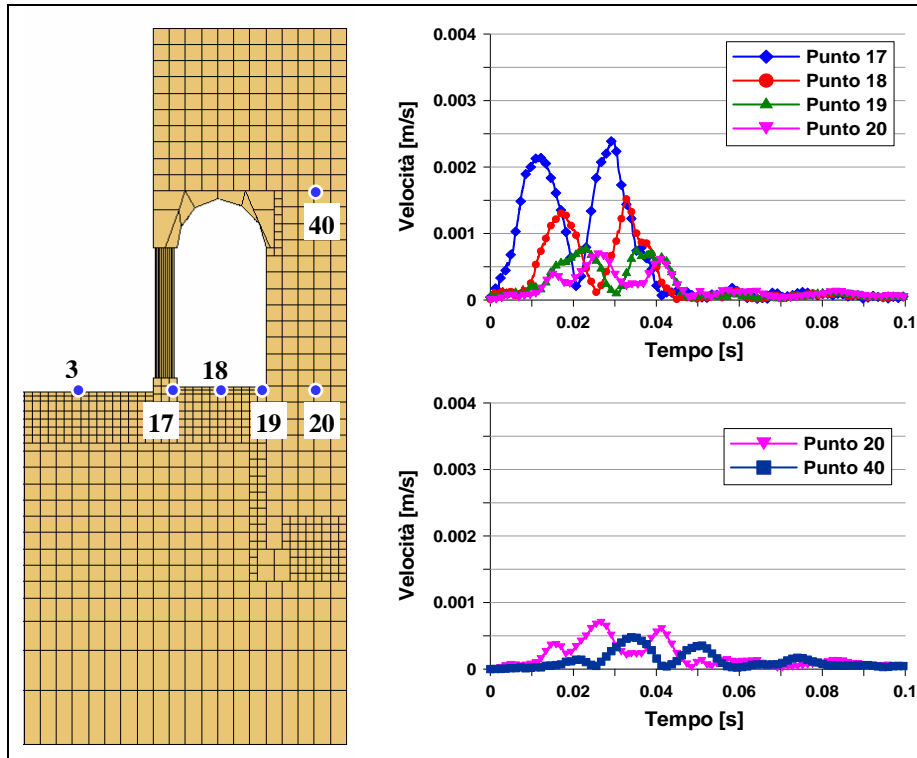 40
3
18
17
19
20
Velocità [m/s]
0.004
0.003
0.002
0.001
0
Punto 17
Punto 18
Punto 19
Punto 20
0
0.02
0.04
0.06
0.08
0.1
Tempo [s]
Velocità [m/s]
0.004
0.003
0.002
0.001
0
Punto 20
Punto 40
0
0.02
0.04
0.06
0.08
0.1
Tempo [s]